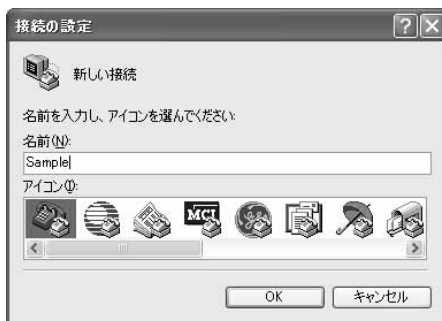 接続の設定
新しい接続
名前を入力し、アイコンを選んでください:
名前(N):
Sample
アイコン(I):
MCI
OK
キャンセル